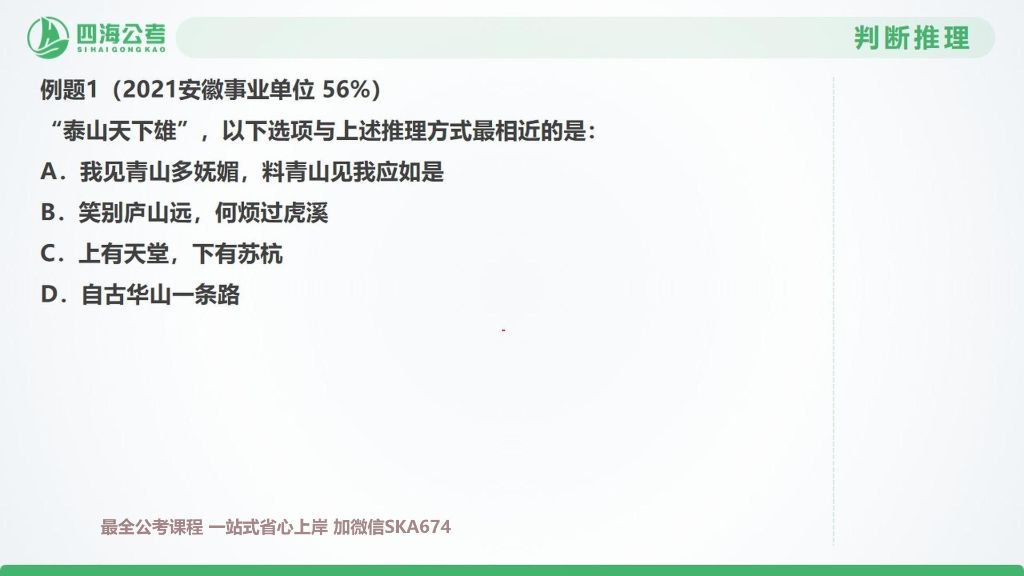 四海公考
SIHAIGONGKAO
判断推理
例题1（2021安徽事业单位 56%）
“泰山天下雄”，以下选项与上述推理方式最相近的是：
A．我见青山多妩媚，料青山见我应如是
B．笑别庐山远，何烦过虎溪
C．上有天堂，下有苏杭
D．自古华山一条路
最全公考课程 一站式省心上岸 加微信SKA674